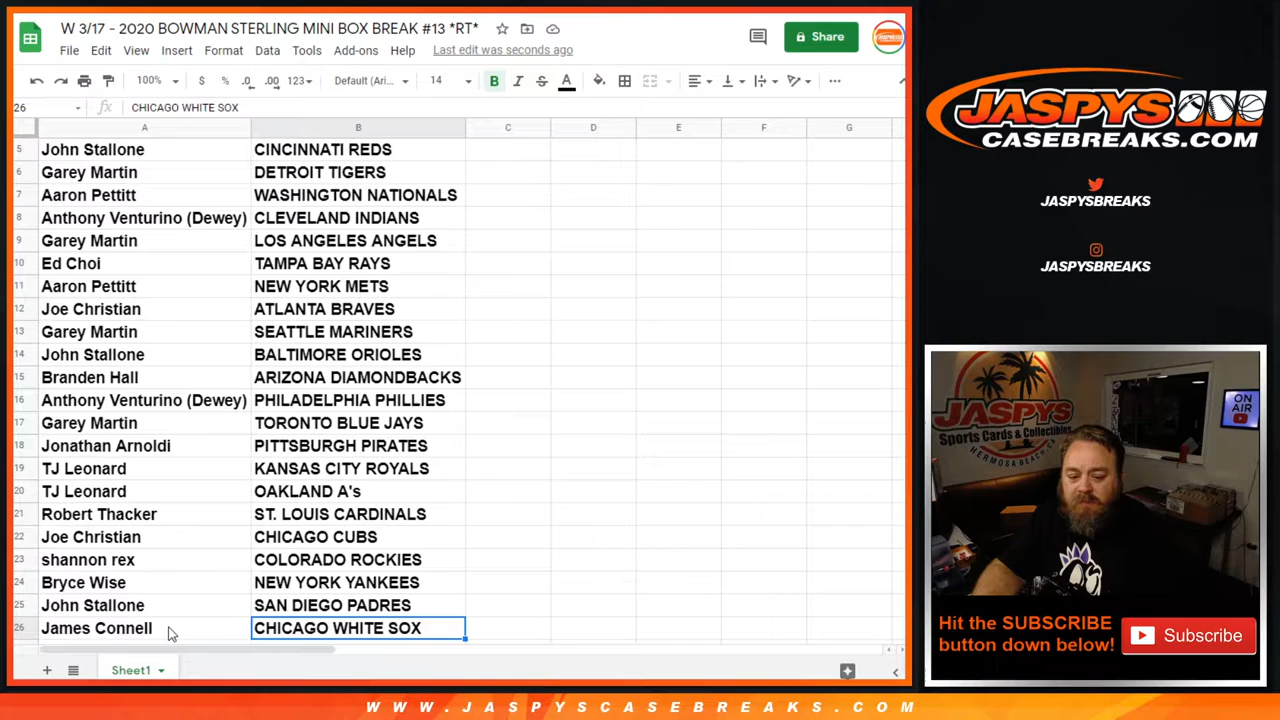 W 3/17 - 2020 BOWMAN STERLING MINI BOX BREAK #13 *RT*
File Edit View Insert Format Data Tools Add-ons Help Last edit was seconds ago
Share
100% $ % .0 .00 123 Default (Ari... 14 B I S A
26 fx CHICAGO WHITE SOX
A B C D E F G
5 John Stallone CINCINNATI REDS
6 Garey Martin DETROIT TIGERS
7 Aaron Pettitt WASHINGTON NATIONALS
8 Anthony Venturino (Dewey) CLEVELAND INDIANS
9 Garey Martin LOS ANGELES ANGELS
10 Ed Choi TAMPA BAY RAYS
11 Aaron Pettitt NEW YORK METS
12 Joe Christian ATLANTA BRAVES
13 Garey Martin SEATTLE MARINERS
14 John Stallone BALTIMORE ORIOLES
15 Branden Hall ARIZONA DIAMONDBACKS
16 Anthony Venturino (Dewey) PHILADELPHIA PHILLIES
17 Garey Martin TORONTO BLUE JAYS
18 Jonathan Arnoldi PITTSBURGH PIRATES
19 TJ Leonard KANSAS CITY ROYALS
20 TJ Leonard OAKLAND A's
21 Robert Thacker ST. LOUIS CARDINALS
22 Joe Christian CHICAGO CUBS
23 shannon rex COLORADO ROCKIES
24 Bryce Wise NEW YORK YANKEES
25 John Stallone SAN DIEGO PADRES
26 James Connell CHICAGO WHITE SOX
Sheet1
JASPYS
CASEBREAKS.COM
JASPYSBREAKS
JASPYSBREAKS
JASPYS
Sports Cards & Collectibles
HERMOSA BEACH, CA
ON
AIR
Hit the SUBSCRIBE
button down below!
Subscribe
WWW.JASPYSCASEBREAKS.COM